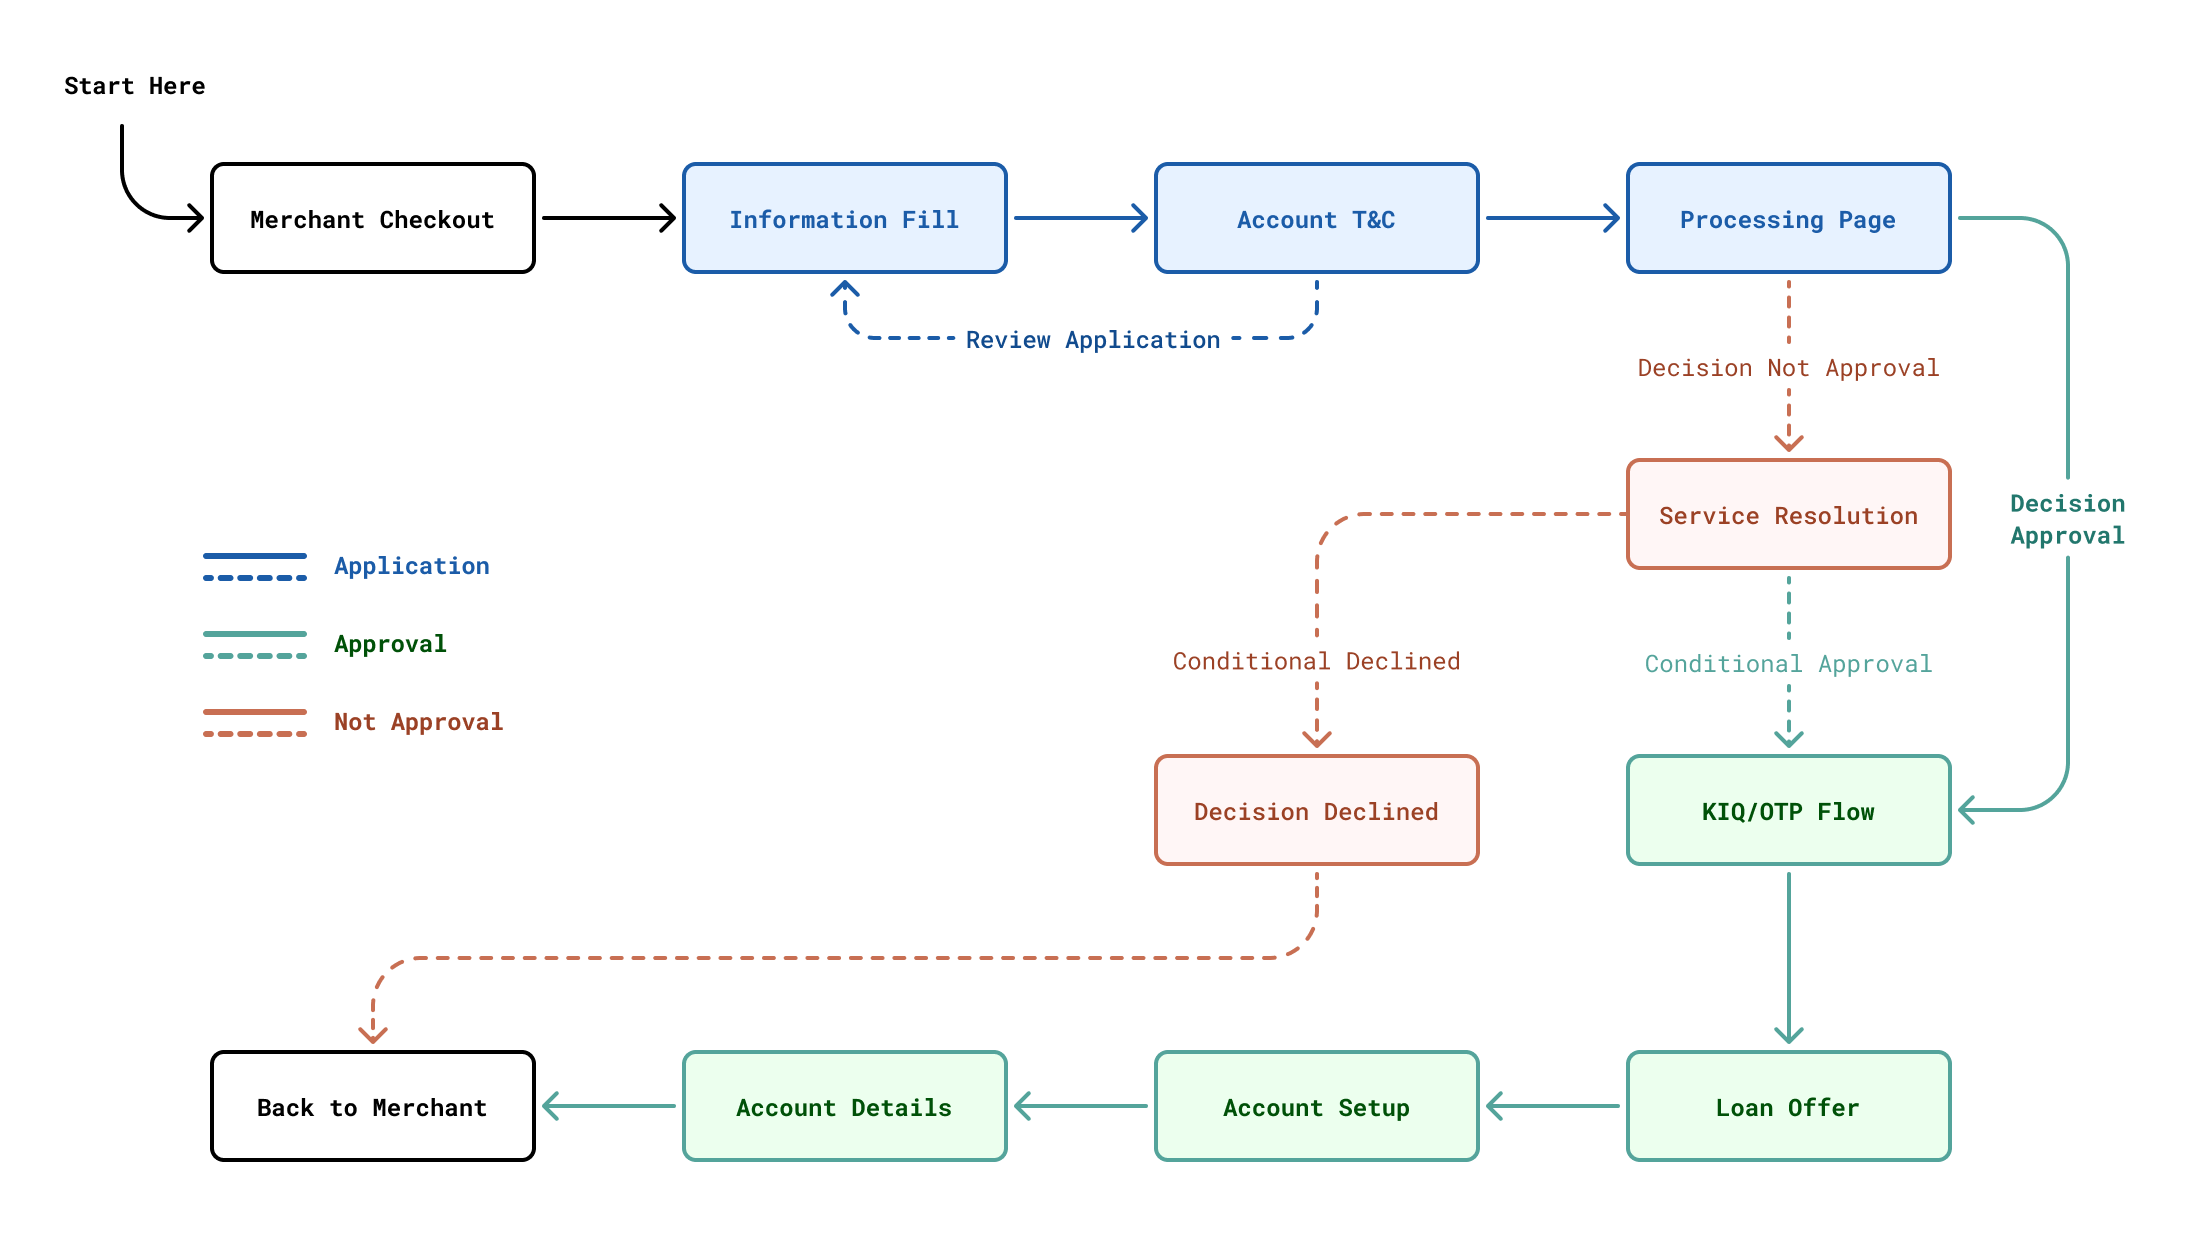 Start Here
Merchant Checkout
Information Fill
Account T&C
Processing Page
Review Application
Decision Not Approval
Service Resolution
Decision
Approval
Application
Approval
Not Approval
Conditional Declined
Conditional Approval
Decision Declined
KIQ/OTP Flow
Back to Merchant
Account Details
Account Setup
Loan Offer